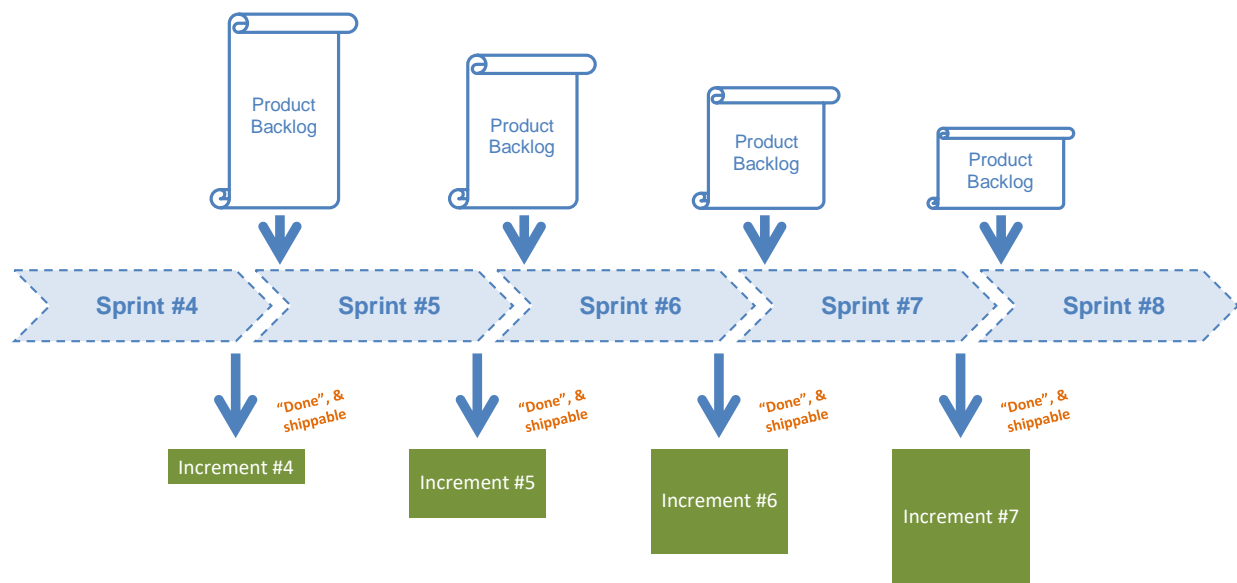 Product
Backlog
Product
Backlog
Product
Backlog
Product
Backlog
Sprint #4
Sprint #5
Sprint #6
Sprint #7
Sprint #8
“Done”, &
shippable
“Done”, &
shippable
“Done”, &
shippable
“Done”, &
shippable
Increment #4
Increment #5
Increment #6
Increment #7